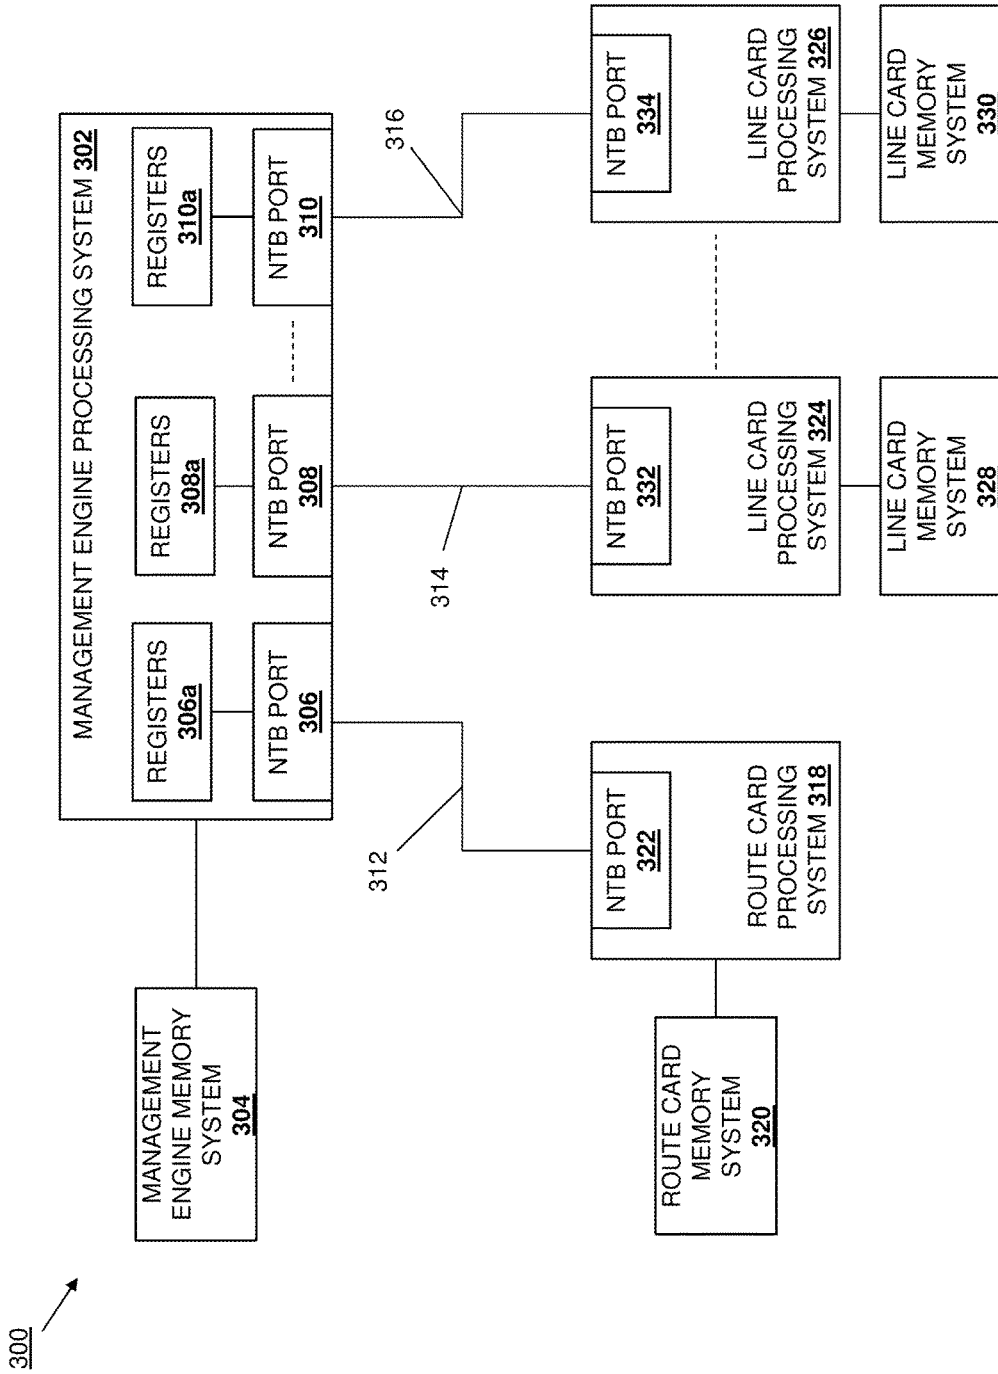 300
MANAGEMENT ENGINE PROCESSING SYSTEM 302
REGISTERS
306a
REGISTERS
308a
REGISTERS
310a
NTB PORT
306
NTB PORT
308
NTB PORT
310
MANAGEMENT
ENGINE MEMORY
SYSTEM
304
312
314
316
NTB PORT
322
ROUTE CARD
PROCESSING
SYSTEM 318
ROUTE CARD
MEMORY
SYSTEM
320
NTB PORT
332
LINE CARD
PROCESSING
SYSTEM 324
LINE CARD
MEMORY
SYSTEM
328
NTB PORT
334
LINE CARD
PROCESSING
SYSTEM 326
LINE CARD
MEMORY
SYSTEM
330